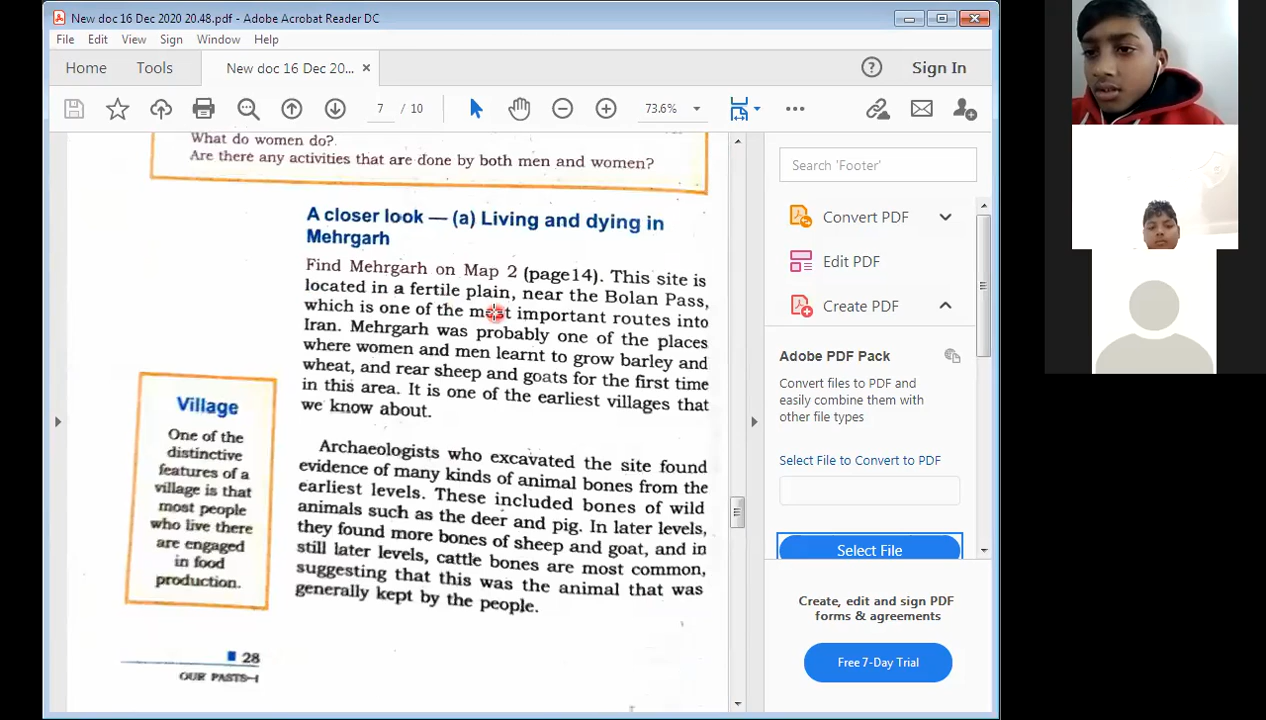 New doc 16 Dec 2020 20.48.pdf - Adobe Acrobat Reader DC
File Edit View Sign Window Help
Home Tools New doc 16 Dec 20... × Sign In
7 / 10 73.6%
What do women do?
Are there any activities that are done by both men and women?
A closer look — (a) Living and dying in
Mehrgarh
Find Mehrgarh on Map 2 (page14). This site is
located in a fertile plain, near the Bolan Pass,
which is one of the most important routes into
Iran. Mehrgarh was probably one of the places
where women and men learnt to grow barley and
wheat, and rear sheep and goats for the first time
in this area. It is one of the earliest villages that
we know about.
Archaeologists who excavated the site found
evidence of many kinds of animal bones from the
earliest levels. These included bones of wild
animals such as the deer and pig. In later levels,
they found more bones of sheep and goat, and in
still later levels, cattle bones are most common,
suggesting that this was the animal that was
generally kept by the people.
Village
One of the
distinctive
features of a
village is that
most people
who live there
are engaged
in food
production.
28
OUR PASTS–I
Search 'Footer'
Convert PDF
Edit PDF
Create PDF
Adobe PDF Pack
Convert files to PDF and
easily combine them with
other file types
Select File to Convert to PDF
Select File
Create, edit and sign PDF
forms & agreements
Free 7-Day Trial